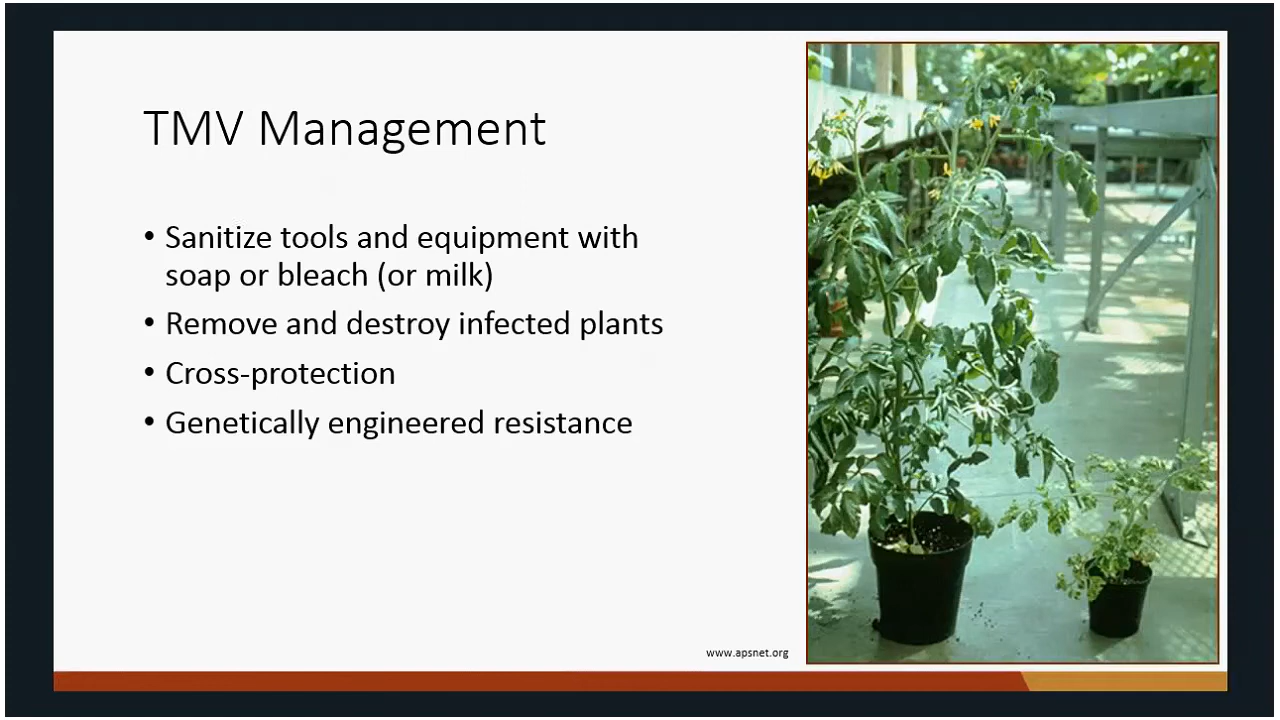 TMV Management
• Sanitize tools and equipment with
soap or bleach (or milk)
• Remove and destroy infected plants
• Cross-protection
• Genetically engineered resistance
www.apsnet.org